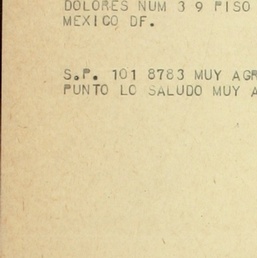 DOLORES NUM 3 9 PISO
MEXICO DF.
S.P. 101 8783 MUY AGR
PUNTO LO SALUDO MUY A